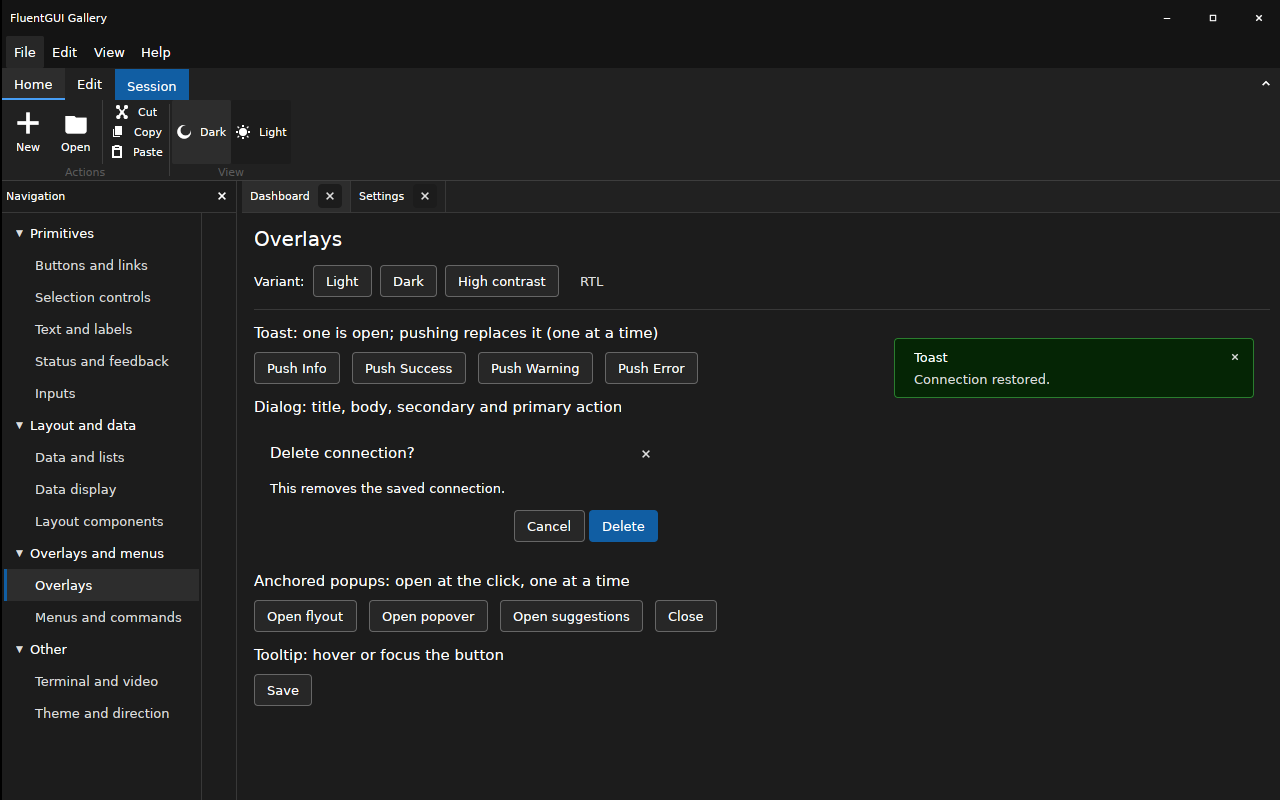 FluentGUI Gallery
File Edit View Help
Home Edit Session
New Open Cut Copy Paste Dark Light
Actions View
Navigation
Dashboard Settings
Primitives
Buttons and links
Selection controls
Text and labels
Status and feedback
Inputs
Layout and data
Data and lists
Data display
Layout components
Overlays and menus
Overlays
Menus and commands
Other
Terminal and video
Theme and direction
Overlays
Variant: Light Dark High contrast RTL
Toast: one is open; pushing replaces it (one at a time)
Push Info Push Success Push Warning Push Error
Toast
Connection restored.
Dialog: title, body, secondary and primary action
Delete connection?
This removes the saved connection.
Cancel Delete
Anchored popups: open at the click, one at a time
Open flyout Open popover Open suggestions Close
Tooltip: hover or focus the button
Save